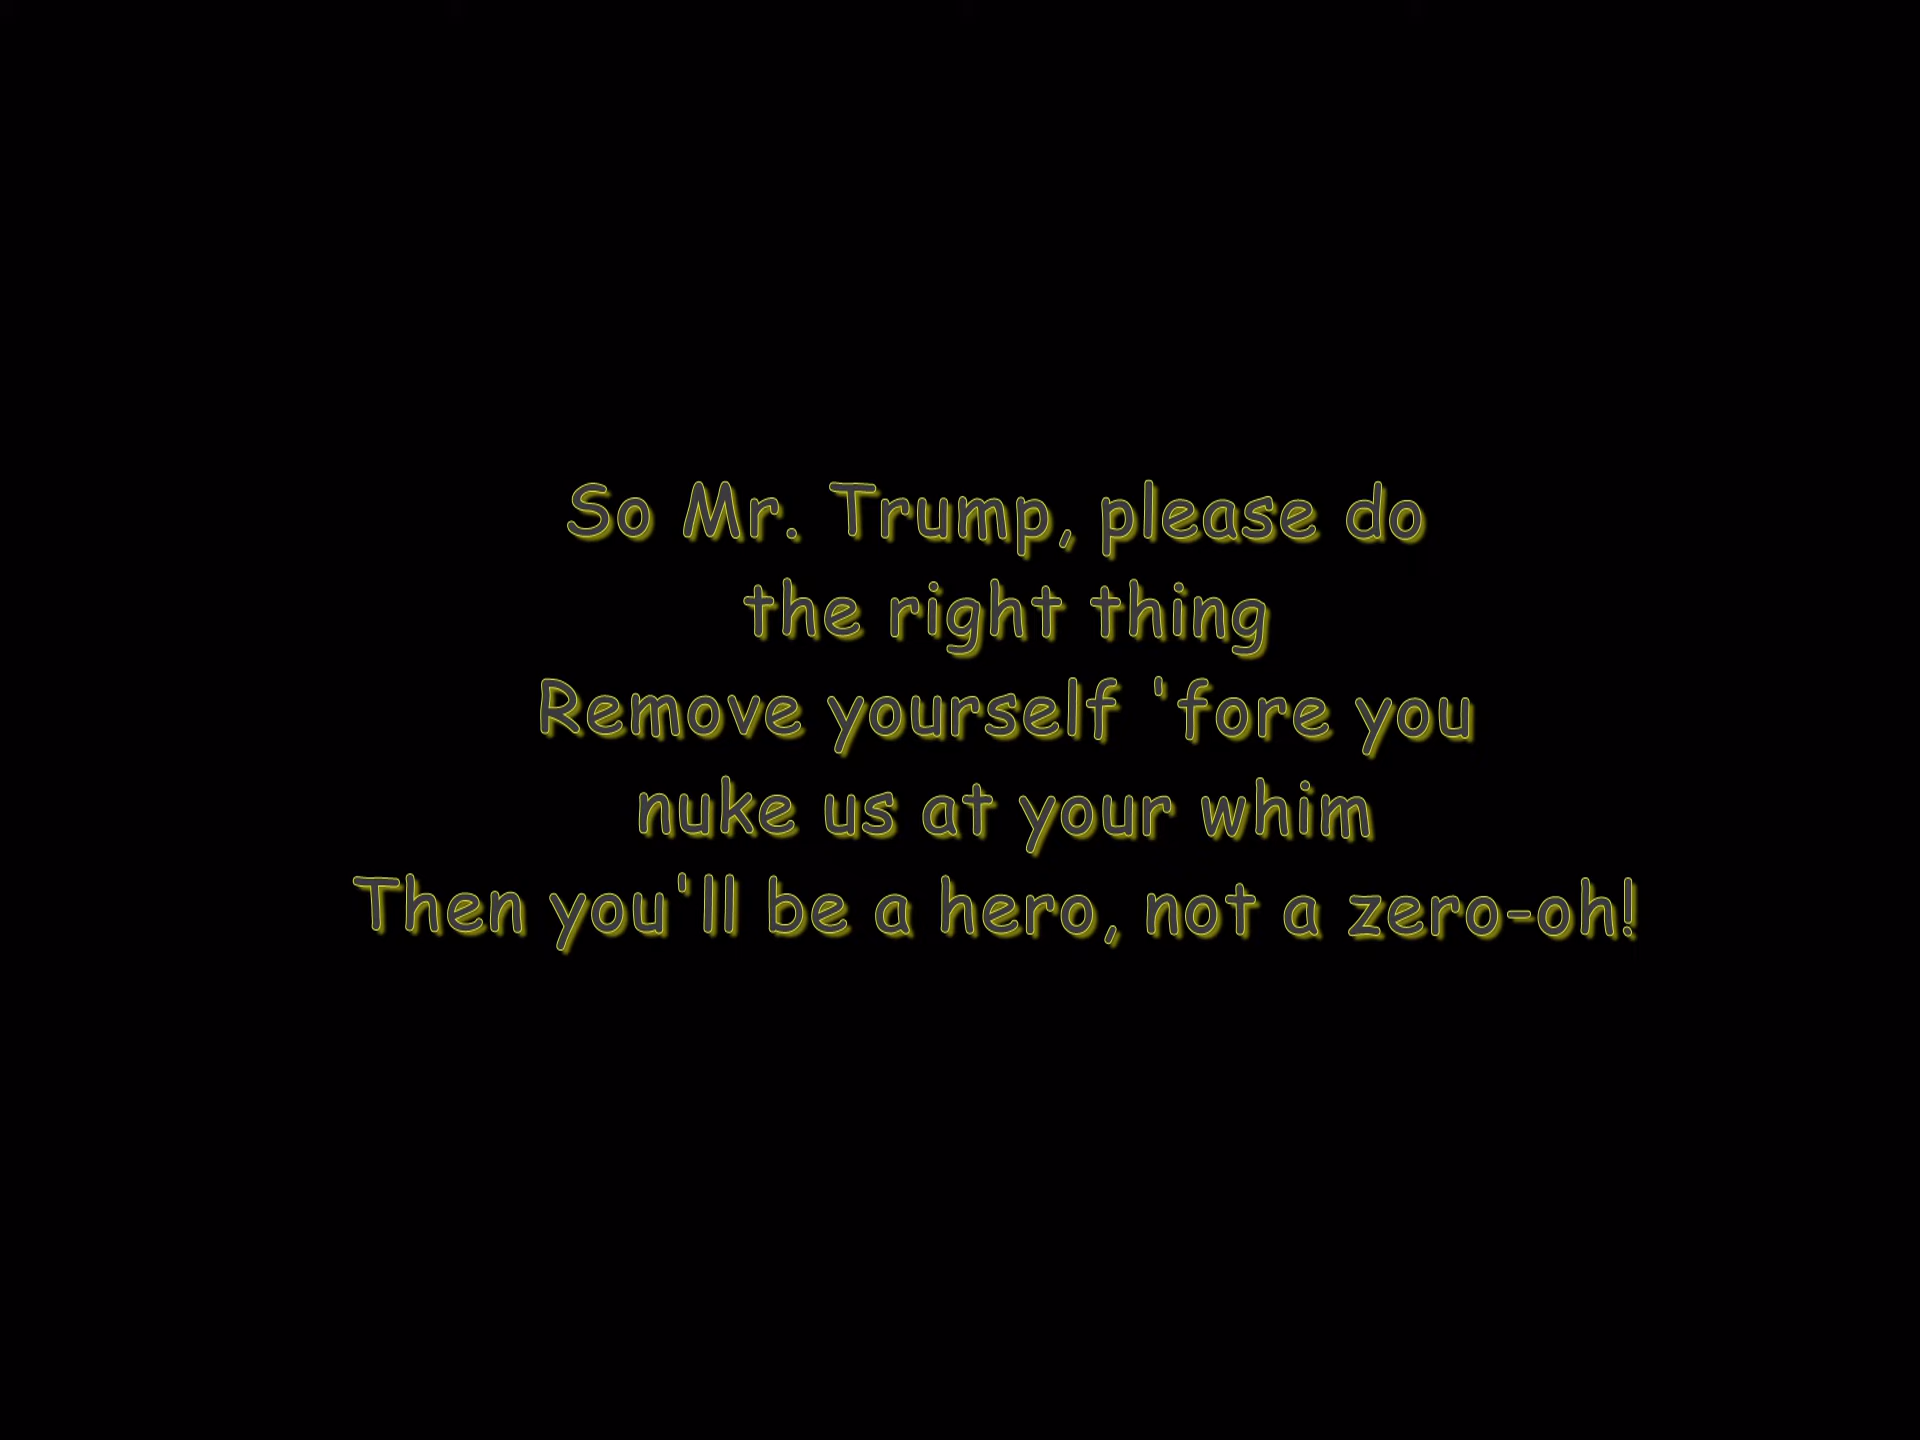 So Mr. Trump, please do
the right thing
Remove yourself 'fore you
nuke us at your whim
Then you'll be a hero, not a zero-oh!